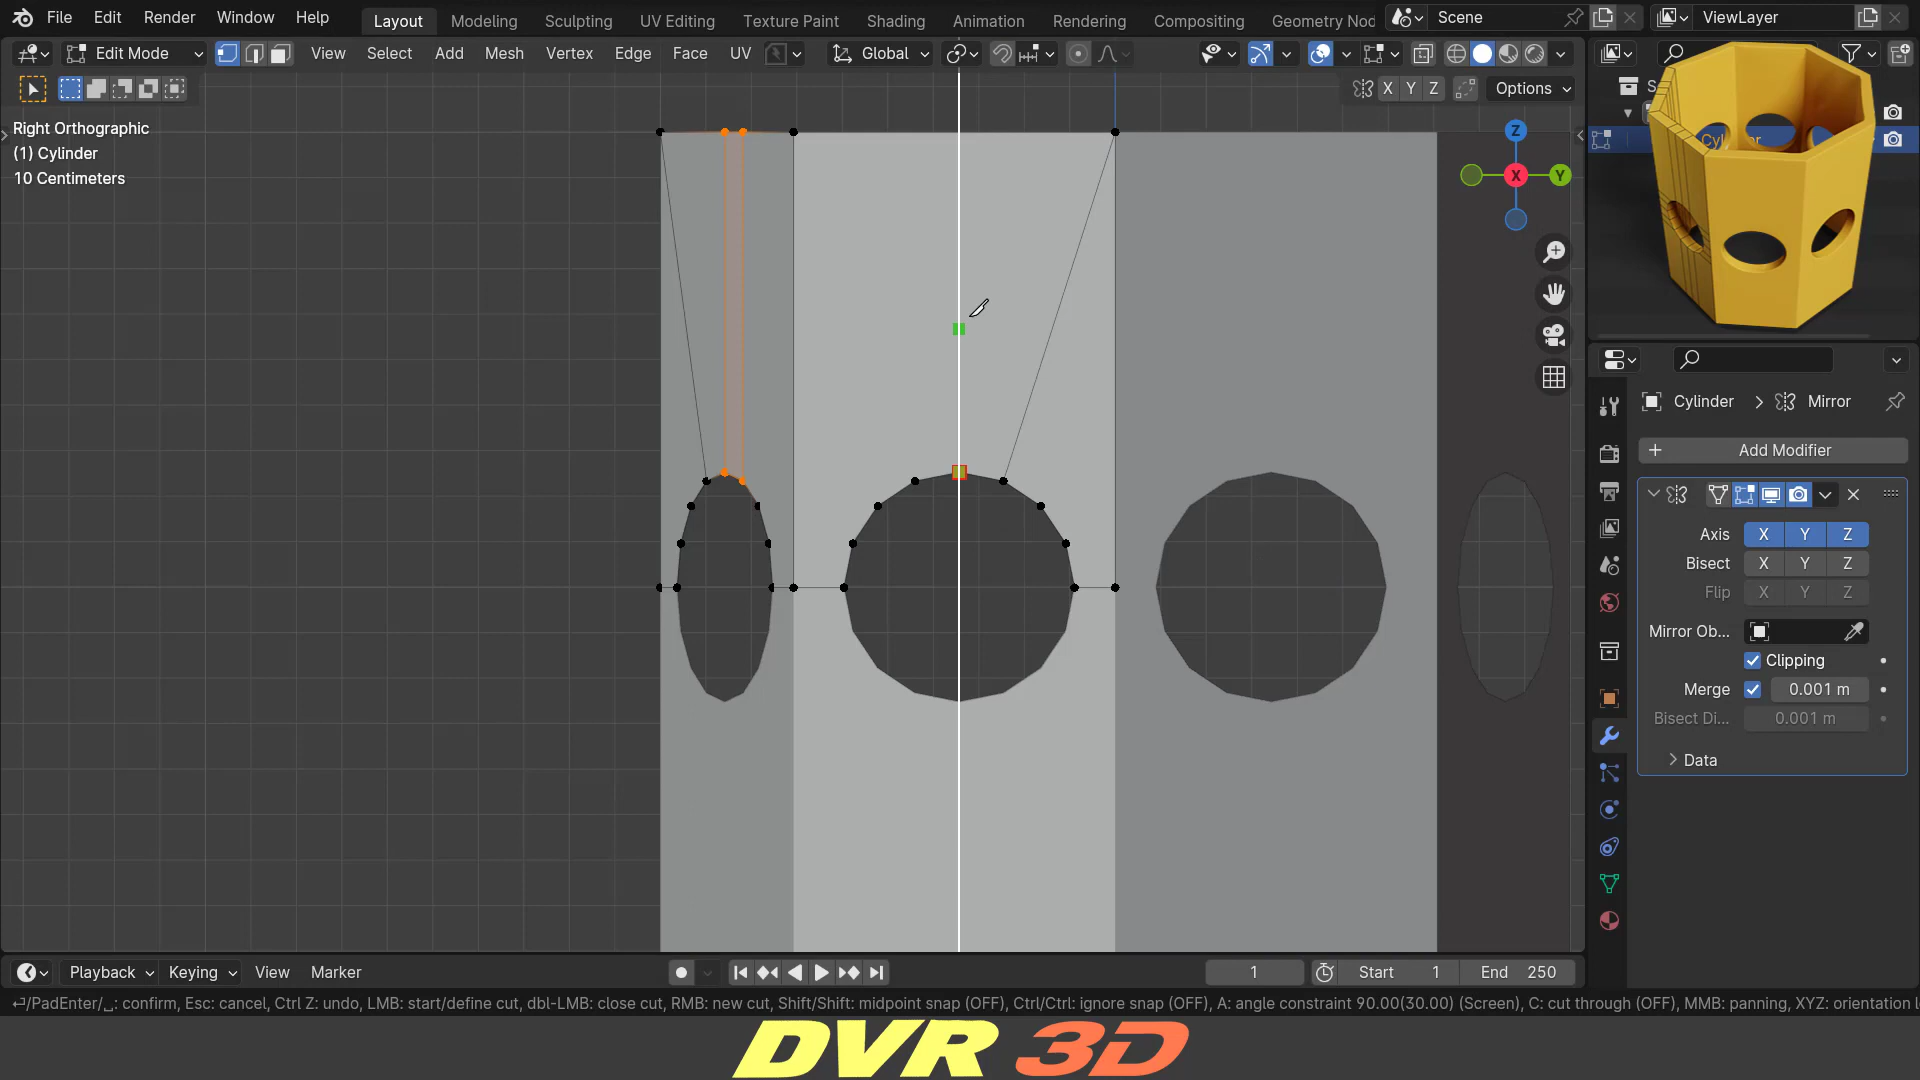 File Edit Render Window Help Layout Modeling Sculpting UV Editing Texture Paint Shading Animation Rendering Compositing Geometry Nod Scene ViewLayer
Edit Mode View Select Add Mesh Vertex Edge Face UV Global
X Y Z Options
Right Orthographic
(1) Cylinder
10 Centimeters
Z
X
Y
Cylinder > Mirror
Add Modifier
Axis X Y Z
Bisect X Y Z
Flip X Y Z
Mirror Ob...
Clipping
Merge 0.001 m
Bisect Di... 0.001 m
Data
Playback Keying View Marker 1 Start 1 End 250
⏎/PadEnter/␣: confirm, Esc: cancel, Ctrl Z: undo, LMB: start/define cut, dbl-LMB: close cut, RMB: new cut, Shift/Shift: midpoint snap (OFF), Ctrl/Ctrl: ignore snap (OFF), A: angle constraint 90.00(30.00) (Screen), C: cut through (OFF), MMB: panning, XYZ: orientation l
DVR 3D